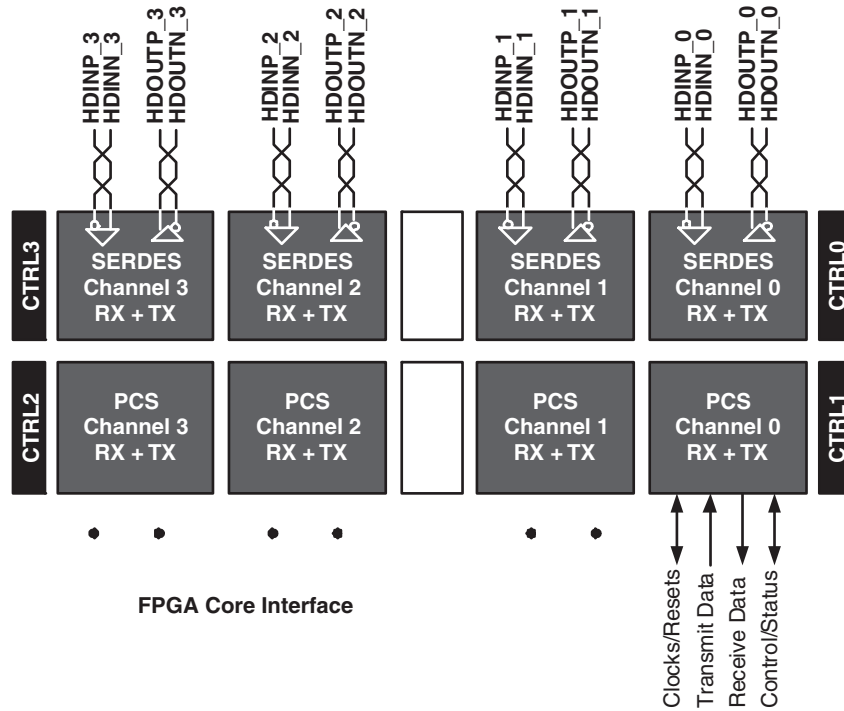 HDINP_3
HDINN_3
HDOUTP_3
HDOUTN_3
HDINP_2
HDINN_2
HDOUTP_2
HDOUTN_2
HDINP_1
HDINN_1
HDOUTP_1
HDOUTN_1
HDINP_0
HDINN_0
HDOUTP_0
HDOUTN_0
CTRL3
SERDES
Channel 3
RX + TX
SERDES
Channel 2
RX + TX
SERDES
Channel 1
RX + TX
SERDES
Channel 0
RX + TX
CTRL0
CTRL2
PCS
Channel 3
RX + TX
PCS
Channel 2
RX + TX
PCS
Channel 1
RX + TX
PCS
Channel 0
RX + TX
CTRL1
FPGA Core Interface
Clocks/Resets
Transmit Data
Receive Data
Control/Status